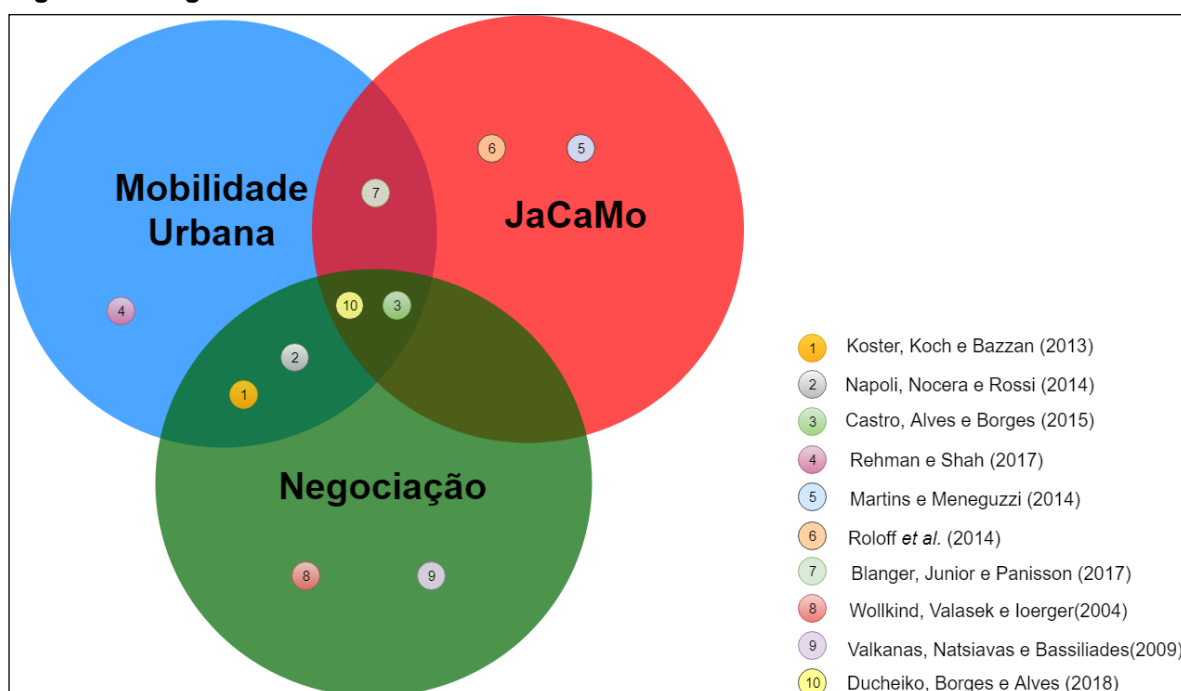 Mobilidade
Urbana
JaCaMo
Negociação
6
5
7
4
10
3
2
1
8
9
1 Koster, Koch e Bazzan (2013)
2 Napoli, Nocera e Rossi (2014)
3 Castro, Alves e Borges (2015)
4 Rehman e Shah (2017)
5 Martins e Meneguzzi (2014)
6 Roloff et al. (2014)
7 Blanger, Junior e Panisson (2017)
8 Wollkind, Valasek e Ioerger(2004)
9 Valkanas, Natsiavas e Bassiliades(2009)
10 Ducheiko, Borges e Alves (2018)